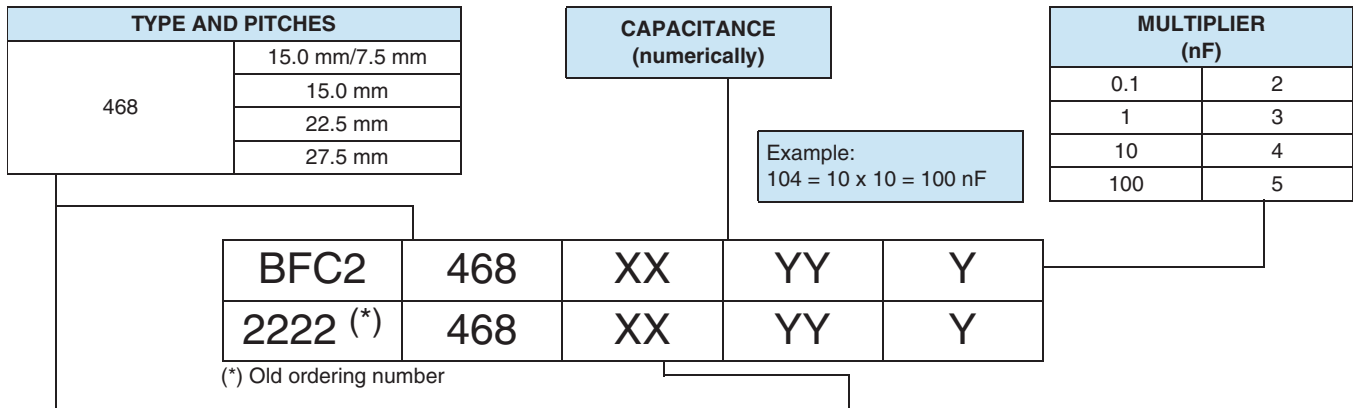 TYPE AND PITCHES
468
15.0 mm/7.5 mm
15.0 mm
22.5 mm
27.5 mm
CAPACITANCE
(numerically)
Example:
104 = 10 x 10 = 100 nF
MULTIPLIER
(nF)
0.1 2
1 3
10 4
100 5
BFC2 468 XX YY Y
2222 (*) 468 XX YY Y
(*) Old ordering number